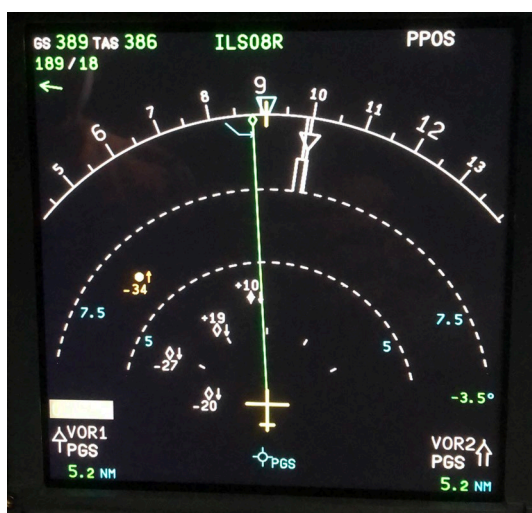 GS 389 TAS 386 ILS08R PPOS
189/18
9
8 10
7 11
6 12
5 13
-34
+10
7.5 +19 7.5
5 5
-27
-20 -3.5°
VOR1 VOR2
PGS PGS PGS
5.2 NM 5.2 NM